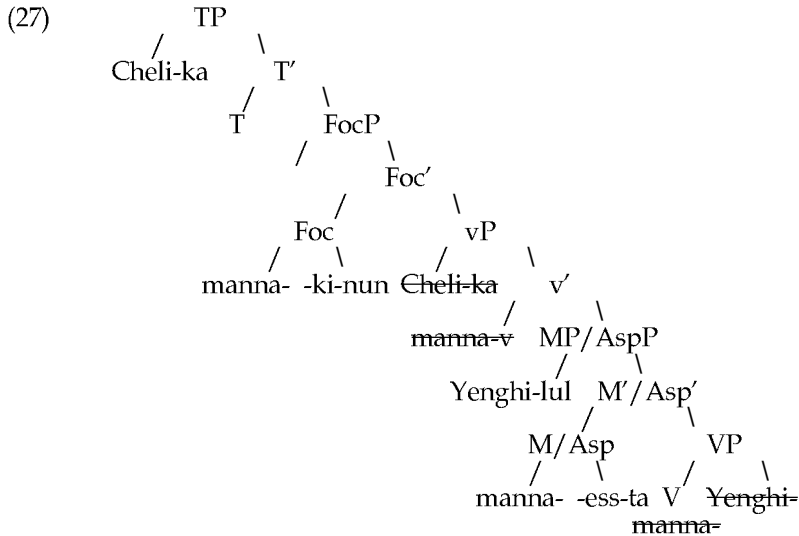 (27) TP
Cheli-ka T′
T FocP
Foc′
Foc vP
manna- -ki-nun Cheli-ka v′
manna-v MP/AspP
Yenghi-lul M′/Asp′
M/Asp VP
manna- -ess-ta V Yenghi-
manna-